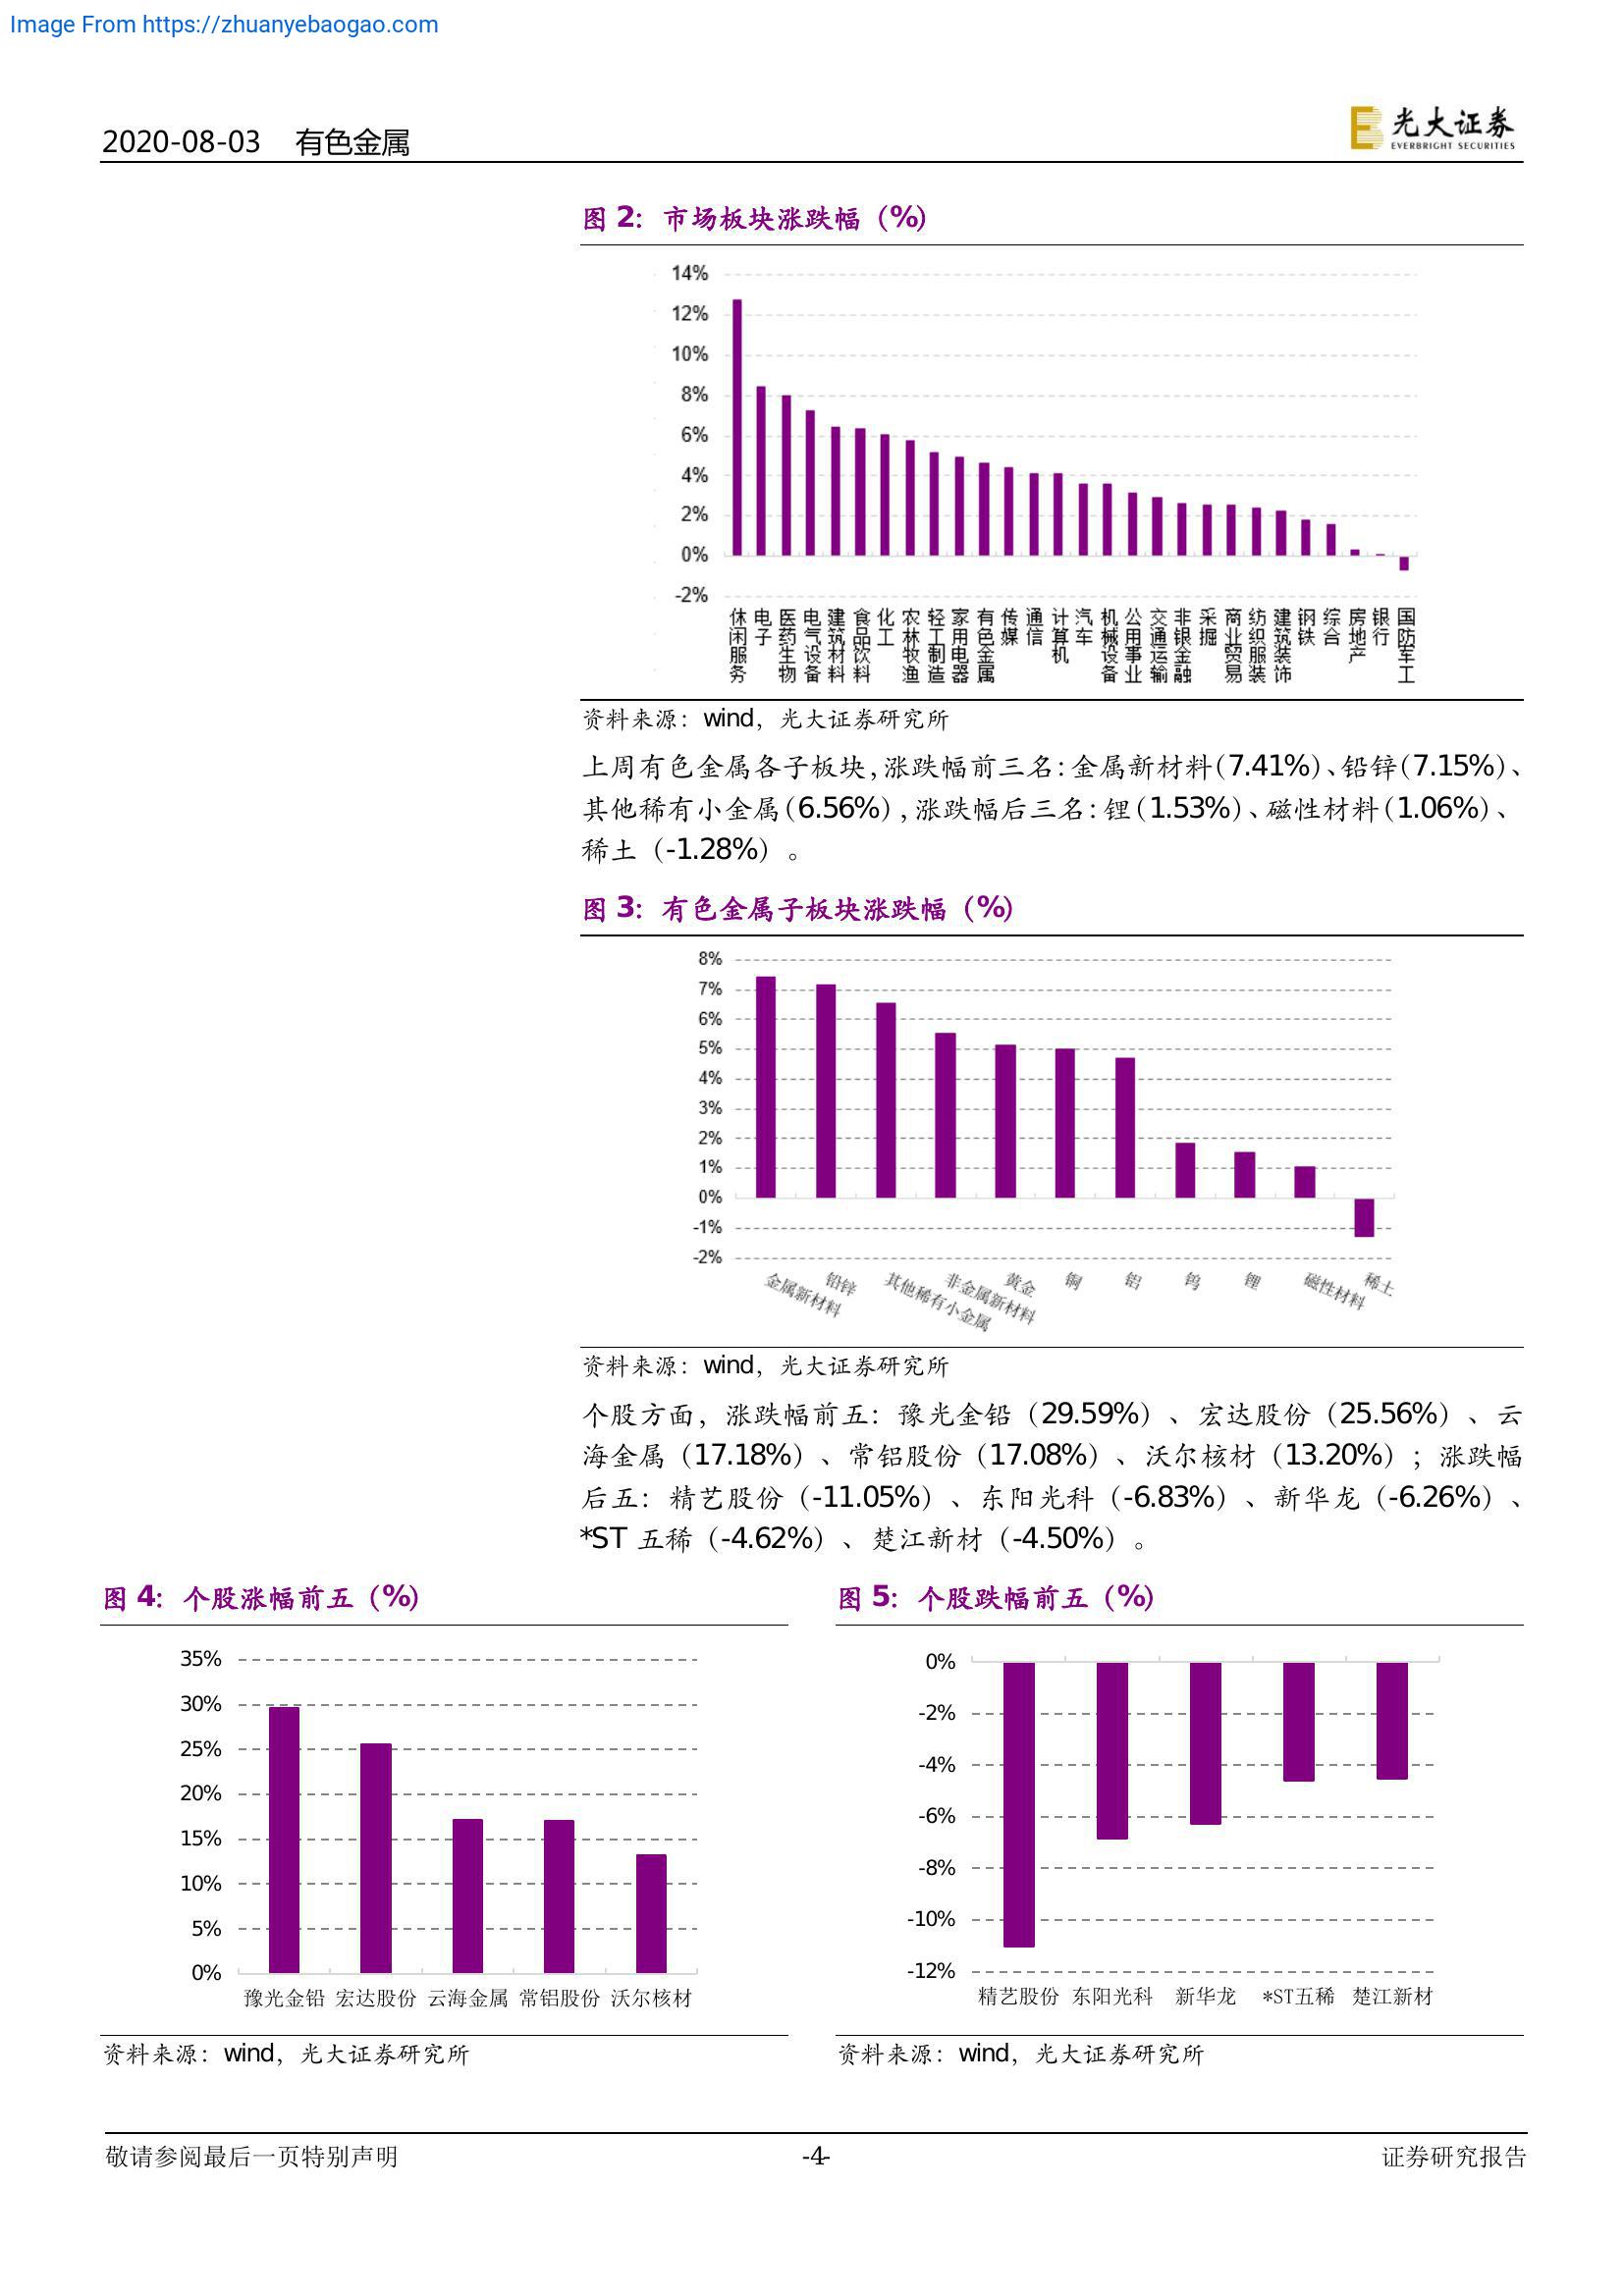 Image From https://zhuanyebaogao.com
2020-08-03 有色金属
光大证券
EVERBRIGHT SECURITIES
图 2：市场板块涨跌幅（%）
14%
12%
10%
8%
6%
4%
2%
0%
-2%
休闲服务
电子
医药生物
电气设备
建筑材料
食品饮料
化工
农林牧渔
轻工制造
家用电器
有色金属
传媒
通信
计算机
汽车
机械设备
公用事业
交通运输
非银金融
采掘
商业贸易
纺织服装
建筑装饰
钢铁
综合
房地产
银行
国防军工
资料来源：wind，光大证券研究所
上周有色金属各子板块，涨跌幅前三名：金属新材料（7.41%）、铅锌（7.15%）、
其他稀有小金属（6.56%），涨跌幅后三名：锂（1.53%）、磁性材料（1.06%）、
稀土（-1.28%）。
图 3：有色金属子板块涨跌幅（%）
8%
7%
6%
5%
4%
3%
2%
1%
0%
-1%
-2%
金属新材料
铅锌
其他稀有小金属
非金属新材料
黄金
铜
铝
钨
锂
磁性材料
稀土
资料来源：wind，光大证券研究所
个股方面，涨跌幅前五：豫光金铅（29.59%）、宏达股份（25.56%）、云
海金属（17.18%）、常铝股份（17.08%）、沃尔核材（13.20%）；涨跌幅
后五：精艺股份（-11.05%）、东阳光科（-6.83%）、新华龙（-6.26%）、
*ST 五稀（-4.62%）、楚江新材（-4.50%）。
图 4：个股涨幅前五（%）
35%
30%
25%
20%
15%
10%
5%
0%
豫光金铅 宏达股份 云海金属 常铝股份 沃尔核材
资料来源：wind，光大证券研究所
图 5：个股跌幅前五（%）
0%
-2%
-4%
-6%
-8%
-10%
-12%
精艺股份 东阳光科 新华龙 *ST五稀 楚江新材
资料来源：wind，光大证券研究所
敬请参阅最后一页特别声明 -4- 证券研究报告